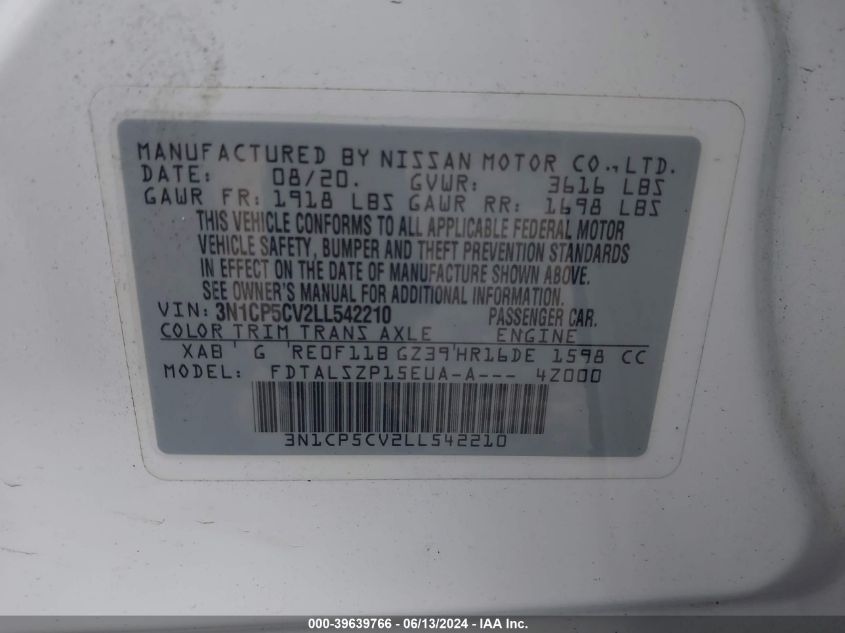 MANUFACTURED BY NISSAN MOTOR CO., LTD.
DATE: 08/20. GVWR: 3616 LBS
GAWR FR: 1918 LBS GAWR RR: 1698 LBS
THIS VEHICLE CONFORMS TO ALL APPLICABLE FEDERAL MOTOR
VEHICLE SAFETY, BUMPER AND THEFT PREVENTION STANDARDS
IN EFFECT ON THE DATE OF MANUFACTURE SHOWN ABOVE.
SEE OWNER'S MANUAL FOR ADDITIONAL INFORMATION.
VIN: 3N1CP5CV2LL542210 PASSENGER CAR.
COLOR TRIM TRANS AXLE ENGINE
XAB ' G 'RE0F11B GZ39'HR16DE 1598 CC
MODEL: FDTALSZP15EUA-A--- 4Z000
3N1CP5CV2LL542210
000-39639766 - 06/13/2024 - IAA Inc.